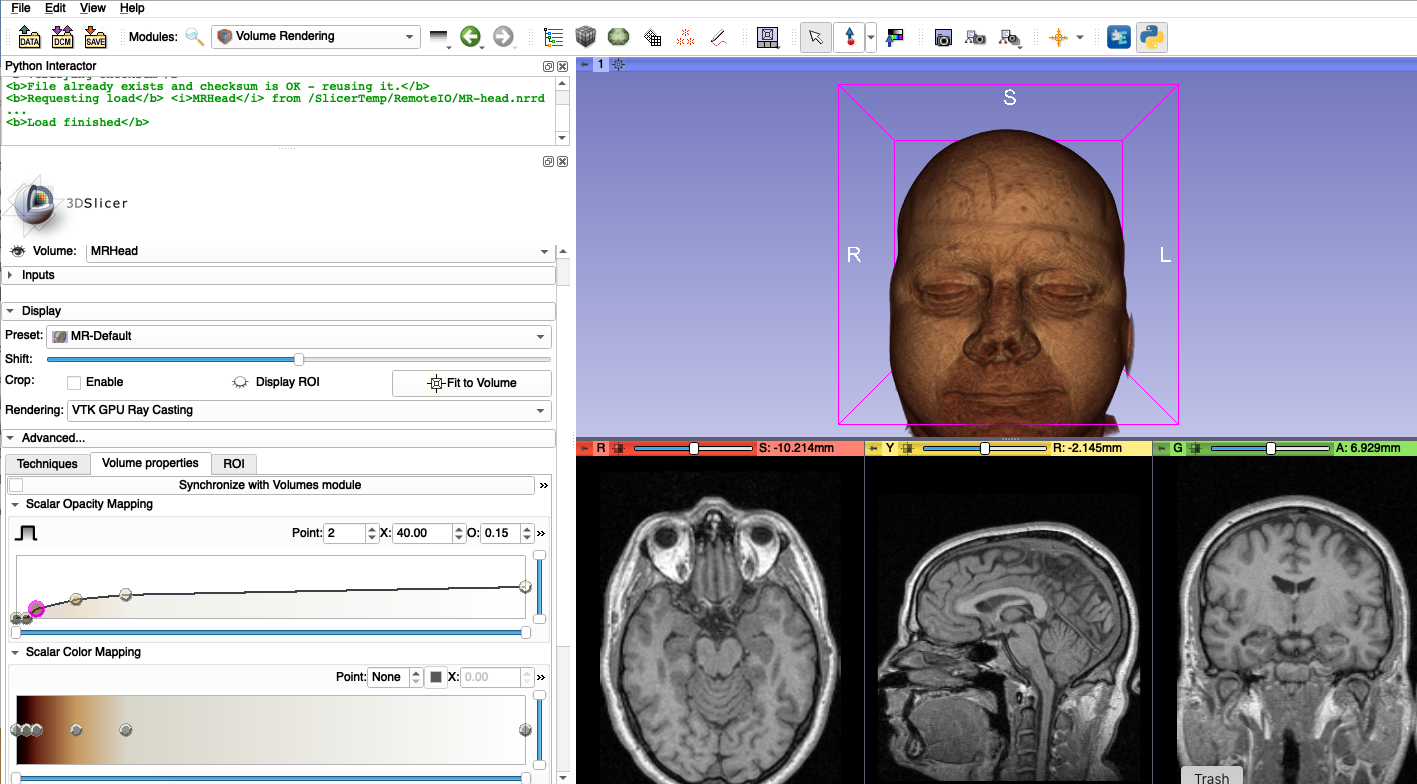 File Edit View Help
DATA DCM SAVE Modules: Volume Rendering
Python Interactor
<b>File already exists and checksum is OK - reusing it.</b>
<b>Requesting load</b> <i>MRHead</i> from /SlicerTemp/RemoteIO/MR-head.nrrd
...
<b>Load finished</b>
3DSlicer
Volume: MRHead
Inputs
Display
Preset: MR-Default
Shift:
Crop: Enable Display ROI Fit to Volume
Rendering: VTK GPU Ray Casting
Advanced...
Techniques Volume properties ROI
Synchronize with Volumes module »
Scalar Opacity Mapping
Point: 2 X: 40.00 O: 0.15 »
Scalar Color Mapping
Point: None X: 0.00 »
1
S
R L
R S: -10.214mm
Y R: -2.145mm
G A: 6.929mm
Trash